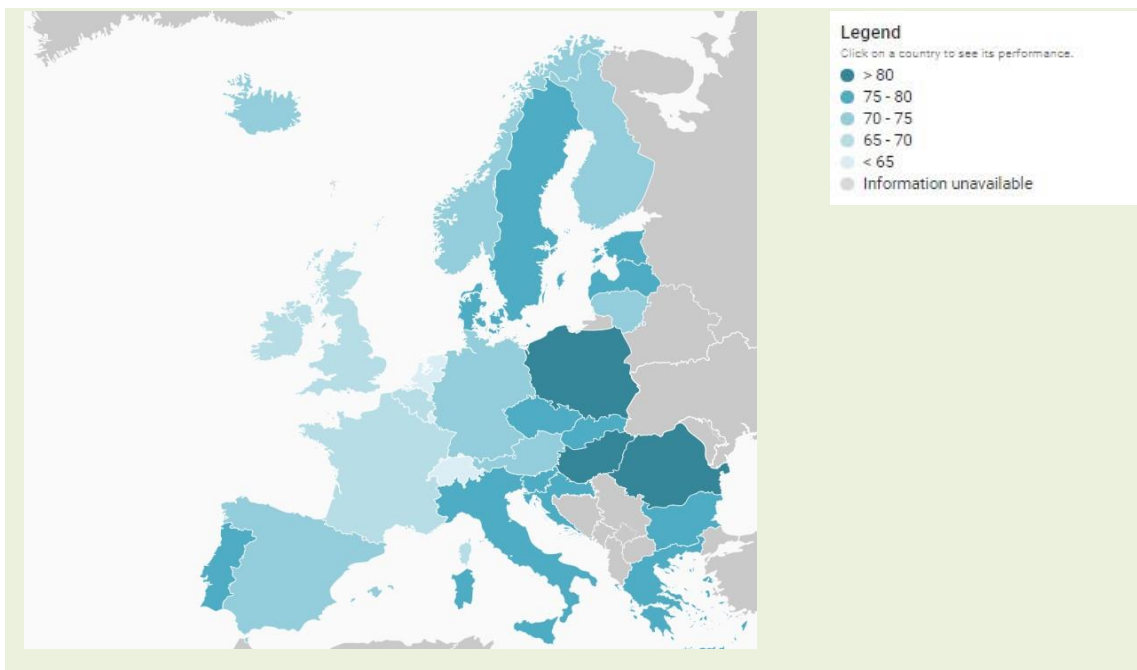 Legend
Click on a country to see its performance.
> 80
75 - 80
70 - 75
65 - 70
< 65
Information unavailable